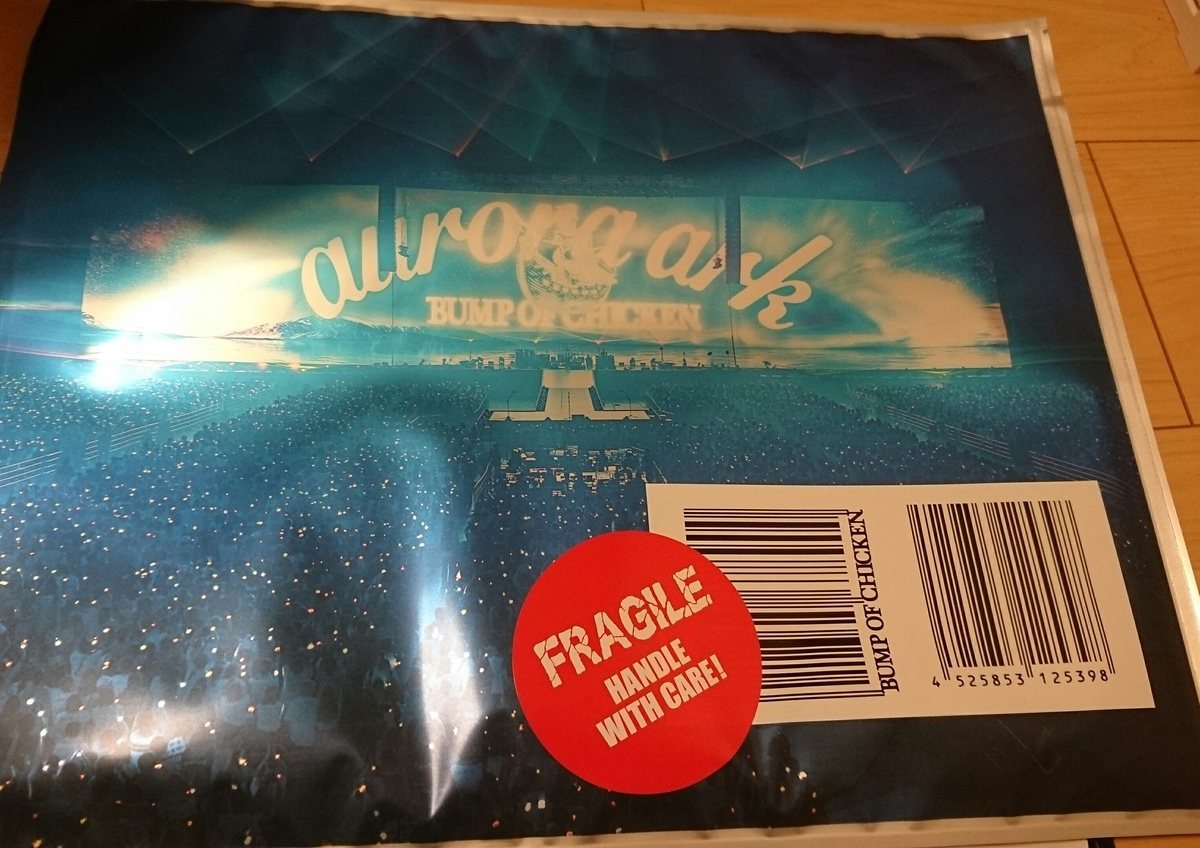 aurora ark
BUMP OF CHICKEN
FRAGILE
HANDLE
WITH CARE!
BUMP OF CHICKEN
4 525853 125398